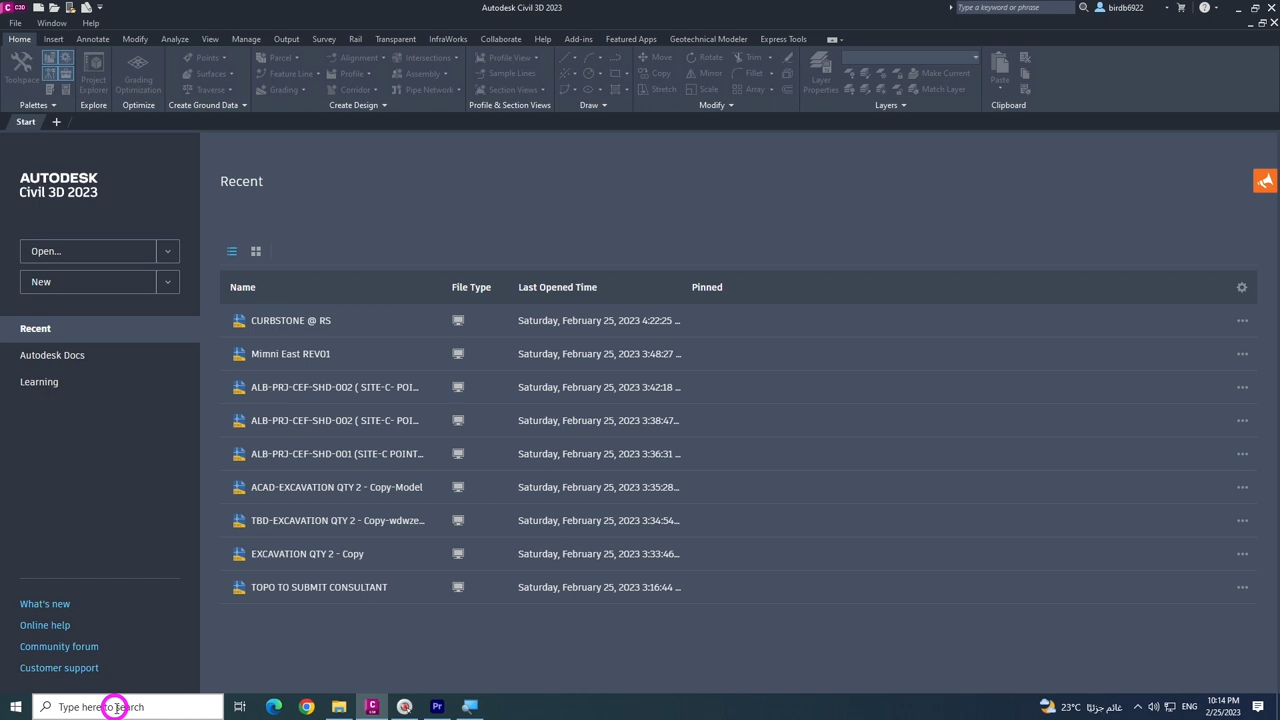 Autodesk Civil 3D 2023
Type a keyword or phrase
birdb6922
File Window Help
Home Insert Annotate Modify Analyze View Manage Output Survey Rail Transparent InfraWorks Collaborate Help Add-ins Featured Apps Geotechnical Modeler Express Tools
Points Parcel Alignment Intersections Profile View Move Rotate Trim
Toolspace Project Explorer Grading Optimization Surfaces Feature Line Profile Assembly Sample Lines Copy Mirror Fillet Layer Properties Make Current Paste
Traverse Grading Corridor Pipe Network Section Views Stretch Scale Array Match Layer
Palettes Explore Optimize Create Ground Data Create Design Profile & Section Views Draw Modify Layers Clipboard
Start
AUTODESK
Civil 3D 2023
Open...
New
Recent
Autodesk Docs
Learning
What's new
Online help
Community forum
Customer support
Recent
Name File Type Last Opened Time Pinned
CURBSTONE @ RS Saturday, February 25, 2023 4:22:25 ...
Mimni East REV01 Saturday, February 25, 2023 3:48:27 ...
ALB-PRJ-CEF-SHD-002 ( SITE-C- POI... Saturday, February 25, 2023 3:42:18 ...
ALB-PRJ-CEF-SHD-002 ( SITE-C- POI... Saturday, February 25, 2023 3:38:47...
ALB-PRJ-CEF-SHD-001 (SITE-C POINT... Saturday, February 25, 2023 3:36:31 ...
ACAD-EXCAVATION QTY 2 - Copy-Model Saturday, February 25, 2023 3:35:28...
TBD-EXCAVATION QTY 2 - Copy-wdwze... Saturday, February 25, 2023 3:34:54...
EXCAVATION QTY 2 - Copy Saturday, February 25, 2023 3:33:46...
TOPO TO SUBMIT CONSULTANT Saturday, February 25, 2023 3:16:44 ...
Type here to search
23°C غائم جزئيًا
ENG
10:14 PM
2/25/2023